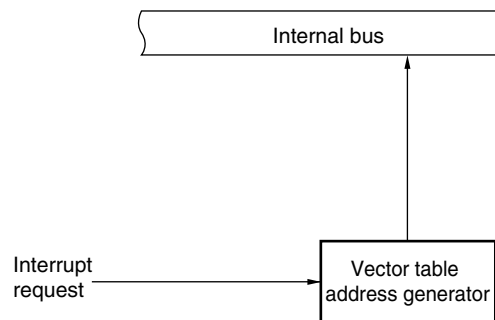 Internal bus
Interrupt
request
Vector table
address generator